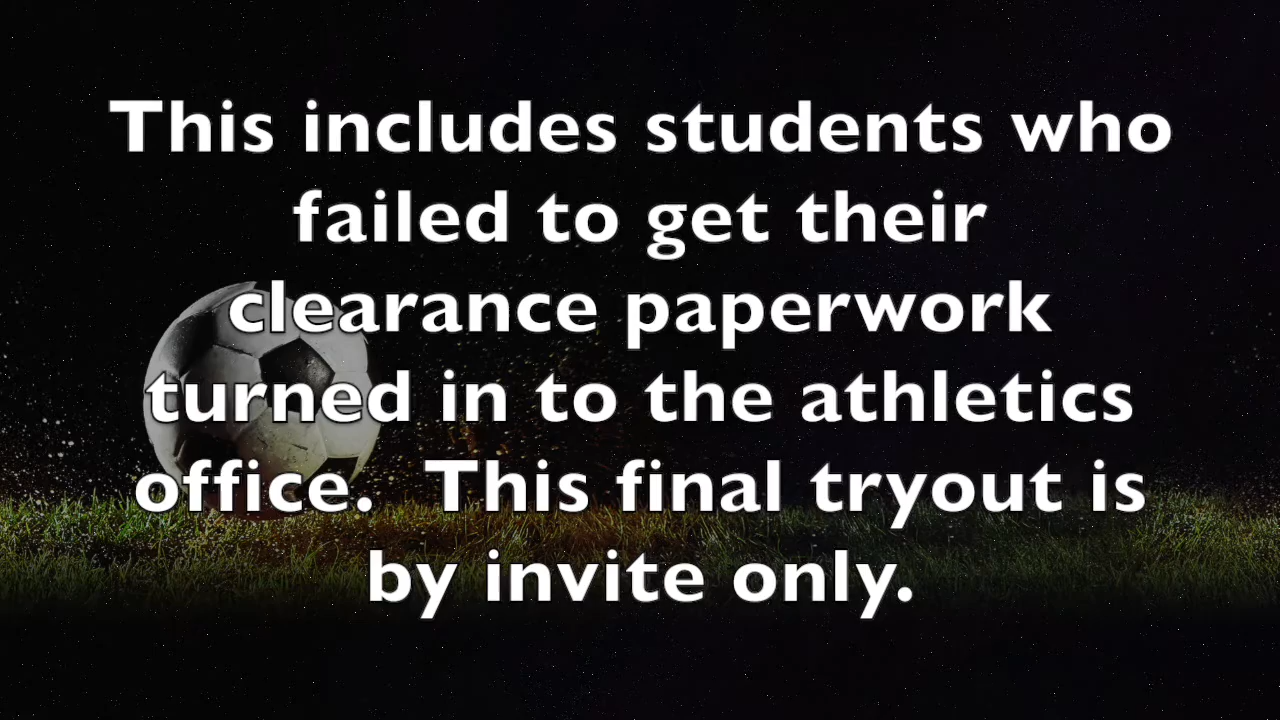 This includes students who
failed to get their
clearance paperwork
turned in to the athletics
office.  This final tryout is
by invite only.